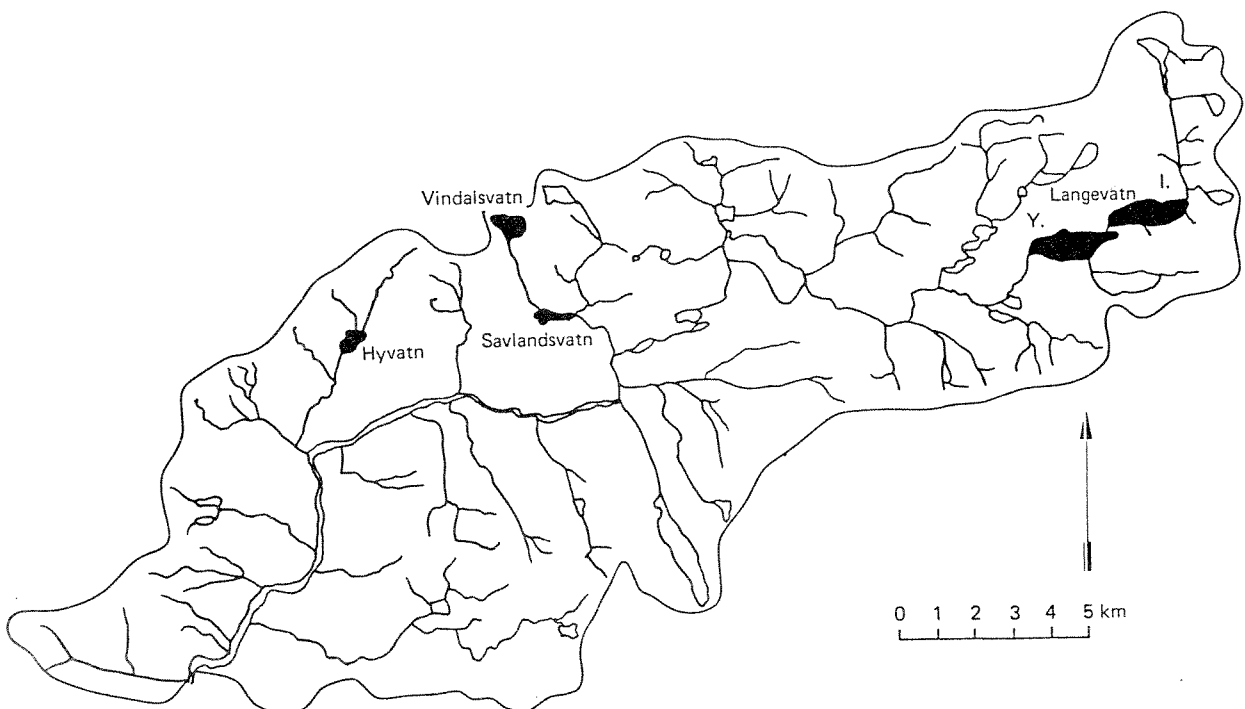 Vindalsvatn
I.
Langevatn
Y.
Savlandsvatn
Hyvatn
0 1 2 3 4 5 km